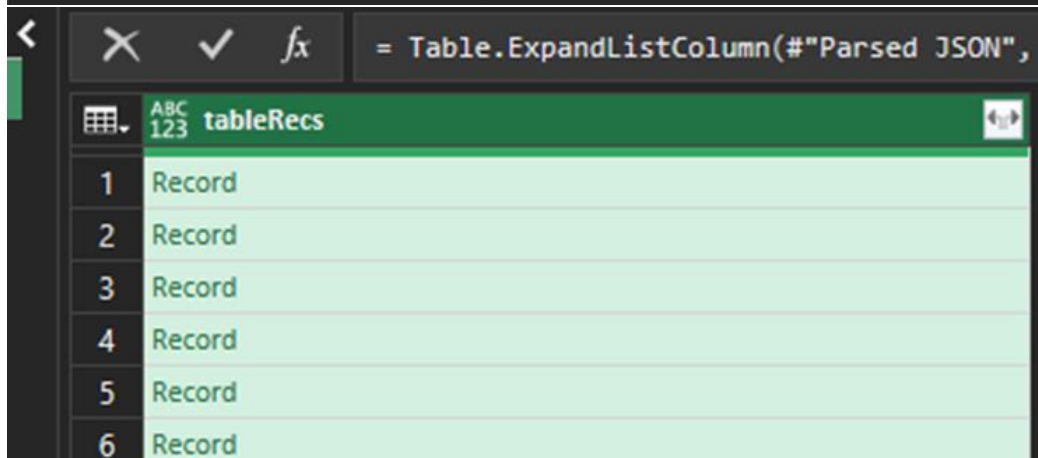 fx = Table.ExpandListColumn(#"Parsed JSON",
ABC 123 tableRecs
1 Record
2 Record
3 Record
4 Record
5 Record
6 Record